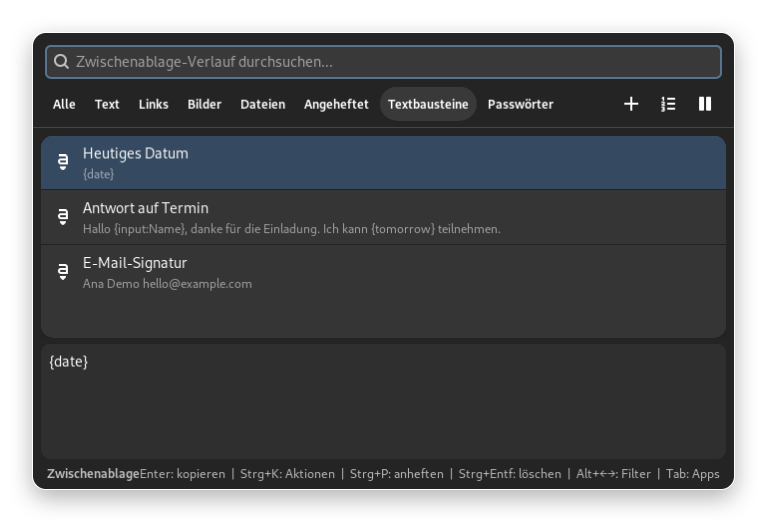 Zwischenablage-Verlauf durchsuchen...
Alle Text Links Bilder Dateien Angeheftet Textbausteine Passwörter
Heutiges Datum
{date}
Antwort auf Termin
Hallo {input:Name}, danke für die Einladung. Ich kann {tomorrow} teilnehmen.
E-Mail-Signatur
Ana Demo hello@example.com
{date}
ZwischenablageEnter: kopieren | Strg+K: Aktionen | Strg+P: anheften | Strg+Entf: löschen | Alt+←→: Filter | Tab: Apps